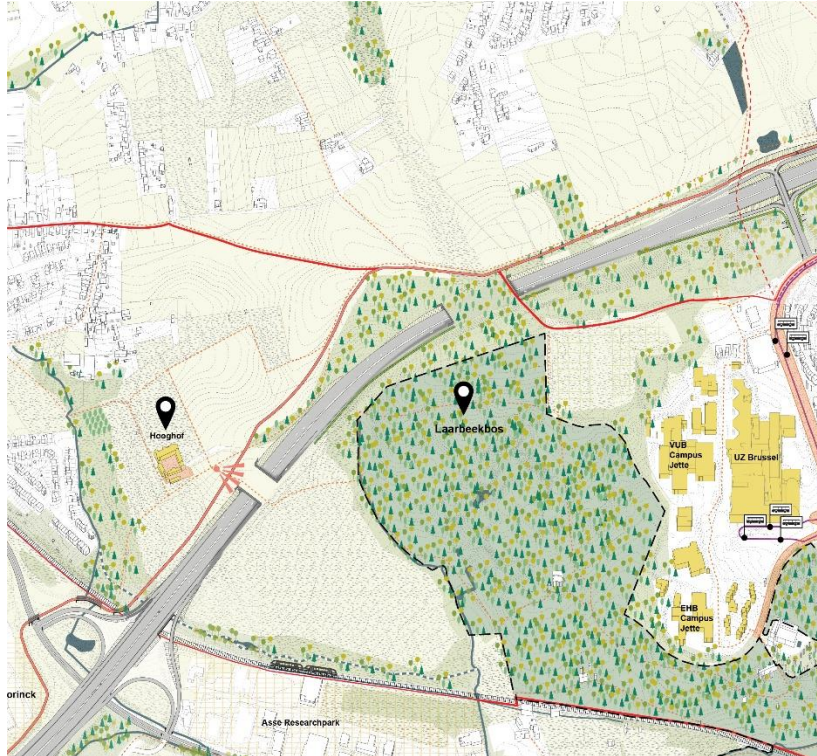 Hooghof
Laarbeekbos
VUB
Campus
Jette
UZ Brussel
EHB
Campus
Jette
orinck
Asse Researchpark